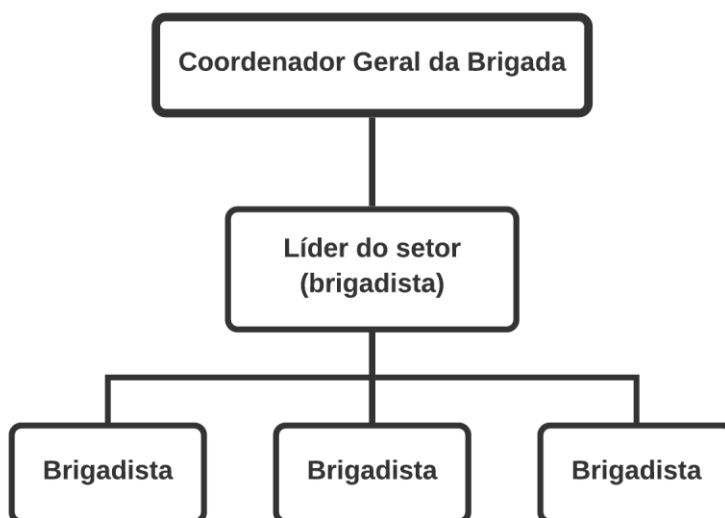 Coordenador Geral da Brigada
Líder do setor
(brigadista)
Brigadista
Brigadista
Brigadista